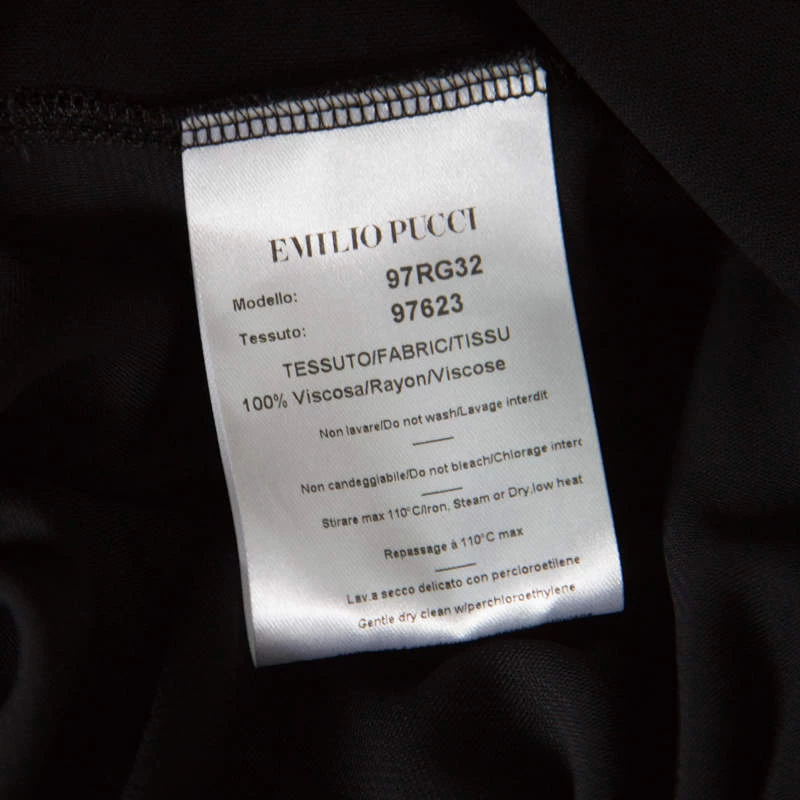 EMILIO PUCCI
Modello: 97RG32
Tessuto: 97623
TESSUTO/FABRIC/TISSU
100% Viscosa/Rayon/Viscose
Non lavare/Do not wash/Lavage interdit
Non candeggiabile/Do not bleach/Chlorage interd
Stirare max 110°C/Iron, Steam or Dry,low heat
Repassage à 110°C max
Lav.a secco delicato con percloroetilene
Gentle dry clean w/perchloroethylene